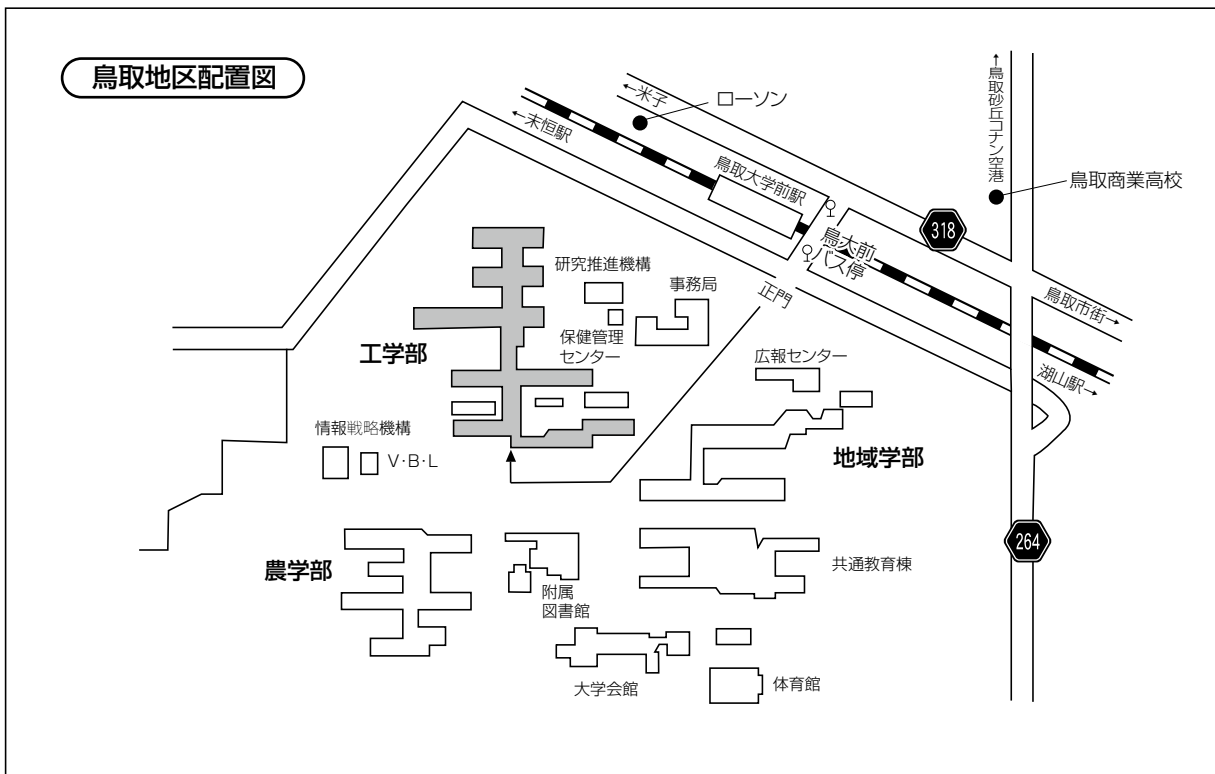 鳥取地区配置図
←米子
ローソン
←末恒駅
↑鳥取砂丘コナン空港
鳥取大学前駅
鳥取商業高校
318
鳥大前
バス停
研究推進機構
事務局
正門
鳥取市街→
保健管理
センター
工学部
広報センター
湖山駅→
情報戦略機構
V・B・L
地域学部
264
農学部
共通教育棟
附属
図書館
大学会館
体育館